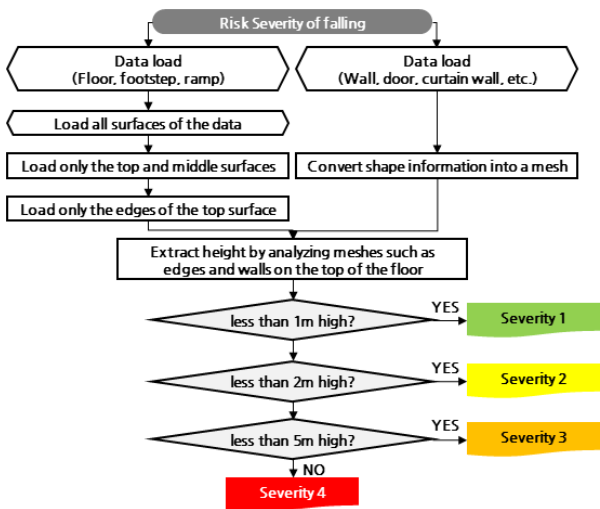 Risk Severity of falling
Data load
(Floor, footstep, ramp)
Data load
(Wall, door, curtain wall, etc.)
Load all surfaces of the data
Load only the top and middle surfaces
Convert shape information into a mesh
Load only the edges of the top surface
Extract height by analyzing meshes such as
edges and walls on the top of the floor
less than 1m high?
YES
Severity 1
less than 2m high?
YES
Severity 2
less than 5m high?
YES
Severity 3
NO
Severity 4